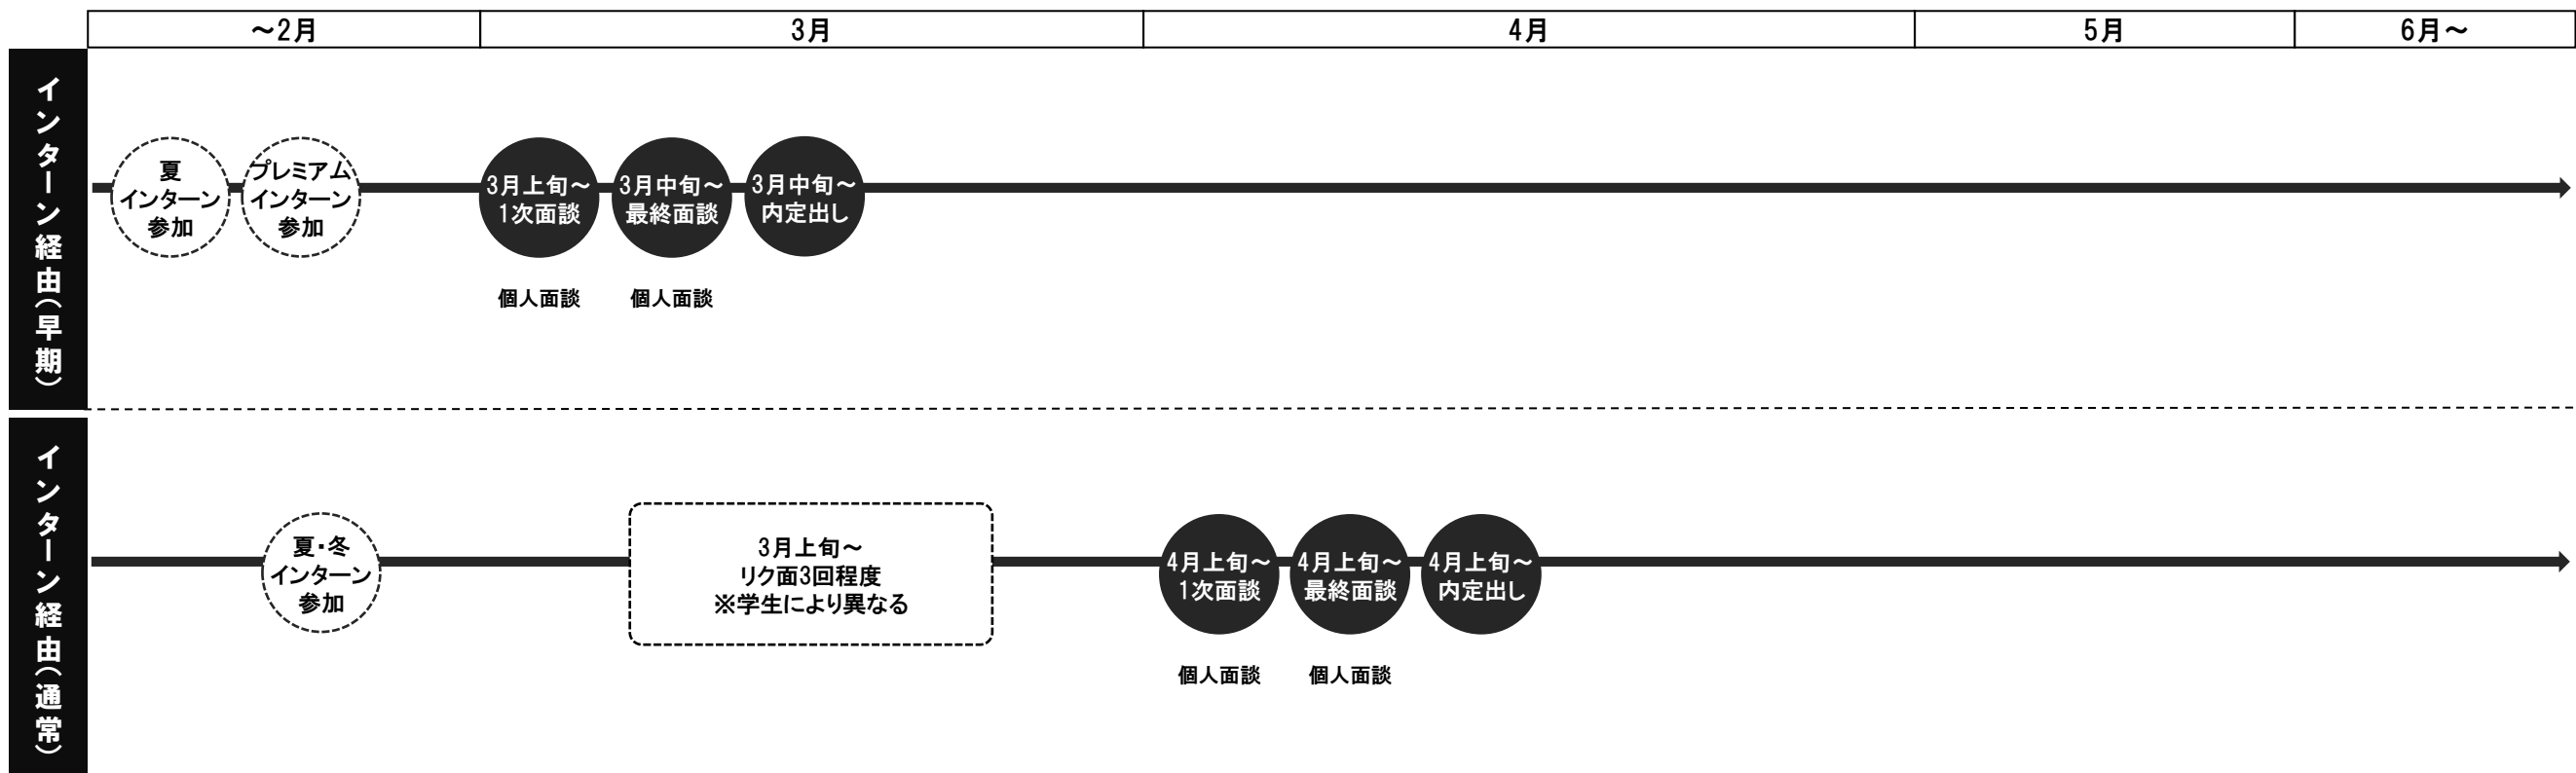 ～2月
3月
4月
5月
6月～
インターン経由（早期）
夏
インターン
参加
プレミアム
インターン
参加
3月上旬～
1次面談
3月中旬～
最終面談
3月中旬～
内定出し
個人面談
個人面談
インターン経由（通常）
夏・冬
インターン
参加
3月上旬～
リク面3回程度
※学生により異なる
4月上旬～
1次面談
4月上旬～
最終面談
4月上旬～
内定出し
個人面談
個人面談